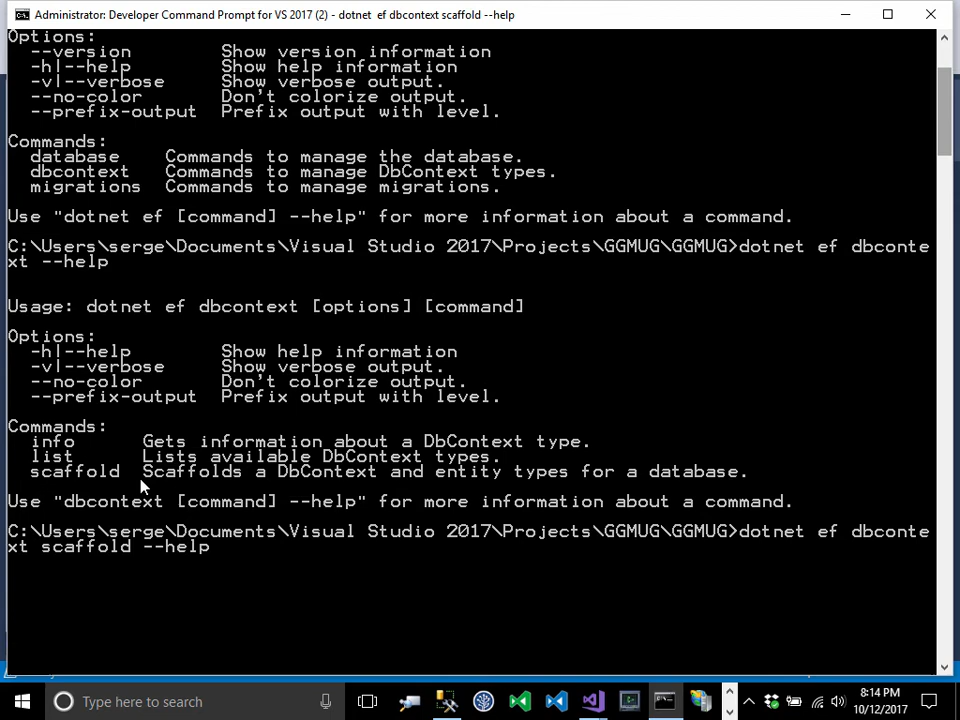 Administrator: Developer Command Prompt for VS 2017 (2) - dotnet  ef dbcontext scaffold --help
Options:
--version        Show version information
-h|--help        Show help information
-v|--verbose     Show verbose output.
--no-color       Don't colorize output.
--prefix-output  Prefix output with level.
Commands:
database    Commands to manage the database.
dbcontext   Commands to manage DbContext types.
migrations  Commands to manage migrations.
Use "dotnet ef [command] --help" for more information about a command.
C:\Users\serge\Documents\Visual Studio 2017\Projects\GGMUG\GGMUG>dotnet ef dbconte
xt --help
Usage: dotnet ef dbcontext [options] [command]
Options:
-h|--help        Show help information
-v|--verbose     Show verbose output.
--no-color       Don't colorize output.
--prefix-output  Prefix output with level.
Commands:
info      Gets information about a DbContext type.
list      Lists available DbContext types.
scaffold  Scaffolds a DbContext and entity types for a database.
Use "dbcontext [command] --help" for more information about a command.
C:\Users\serge\Documents\Visual Studio 2017\Projects\GGMUG\GGMUG>dotnet ef dbconte
xt scaffold --help
Type here to search
8:14 PM
10/12/2017